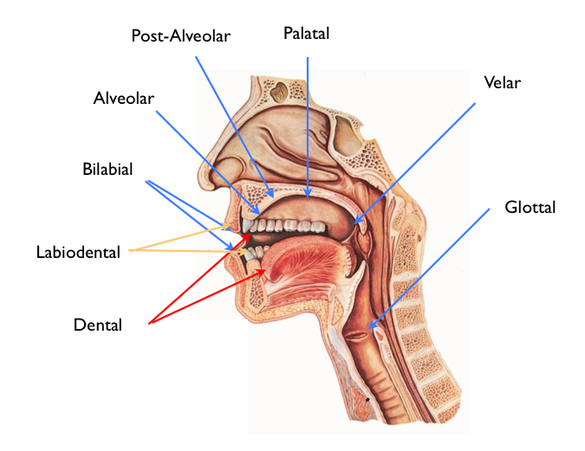 Post-Alveolar
Palatal
Velar
Alveolar
Bilabial
Glottal
Labiodental
Dental